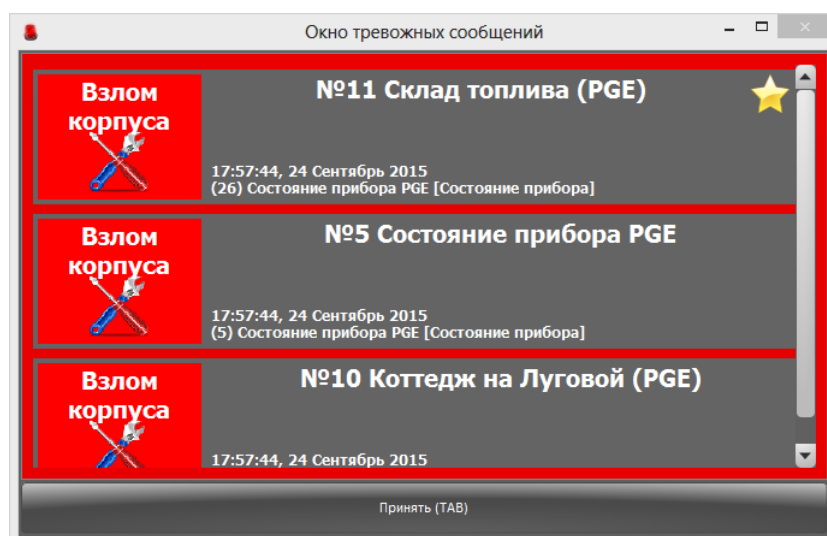 Окно тревожных сообщений
Взлом
корпуса
№11 Склад топлива (PGE)
17:57:44, 24 Сентябрь 2015
(26) Состояние прибора PGE [Состояние прибора]
Взлом
корпуса
№5 Состояние прибора PGE
17:57:44, 24 Сентябрь 2015
(5) Состояние прибора PGE [Состояние прибора]
Взлом
корпуса
№10 Коттедж на Луговой (PGE)
17:57:44, 24 Сентябрь 2015
Принять (TAB)